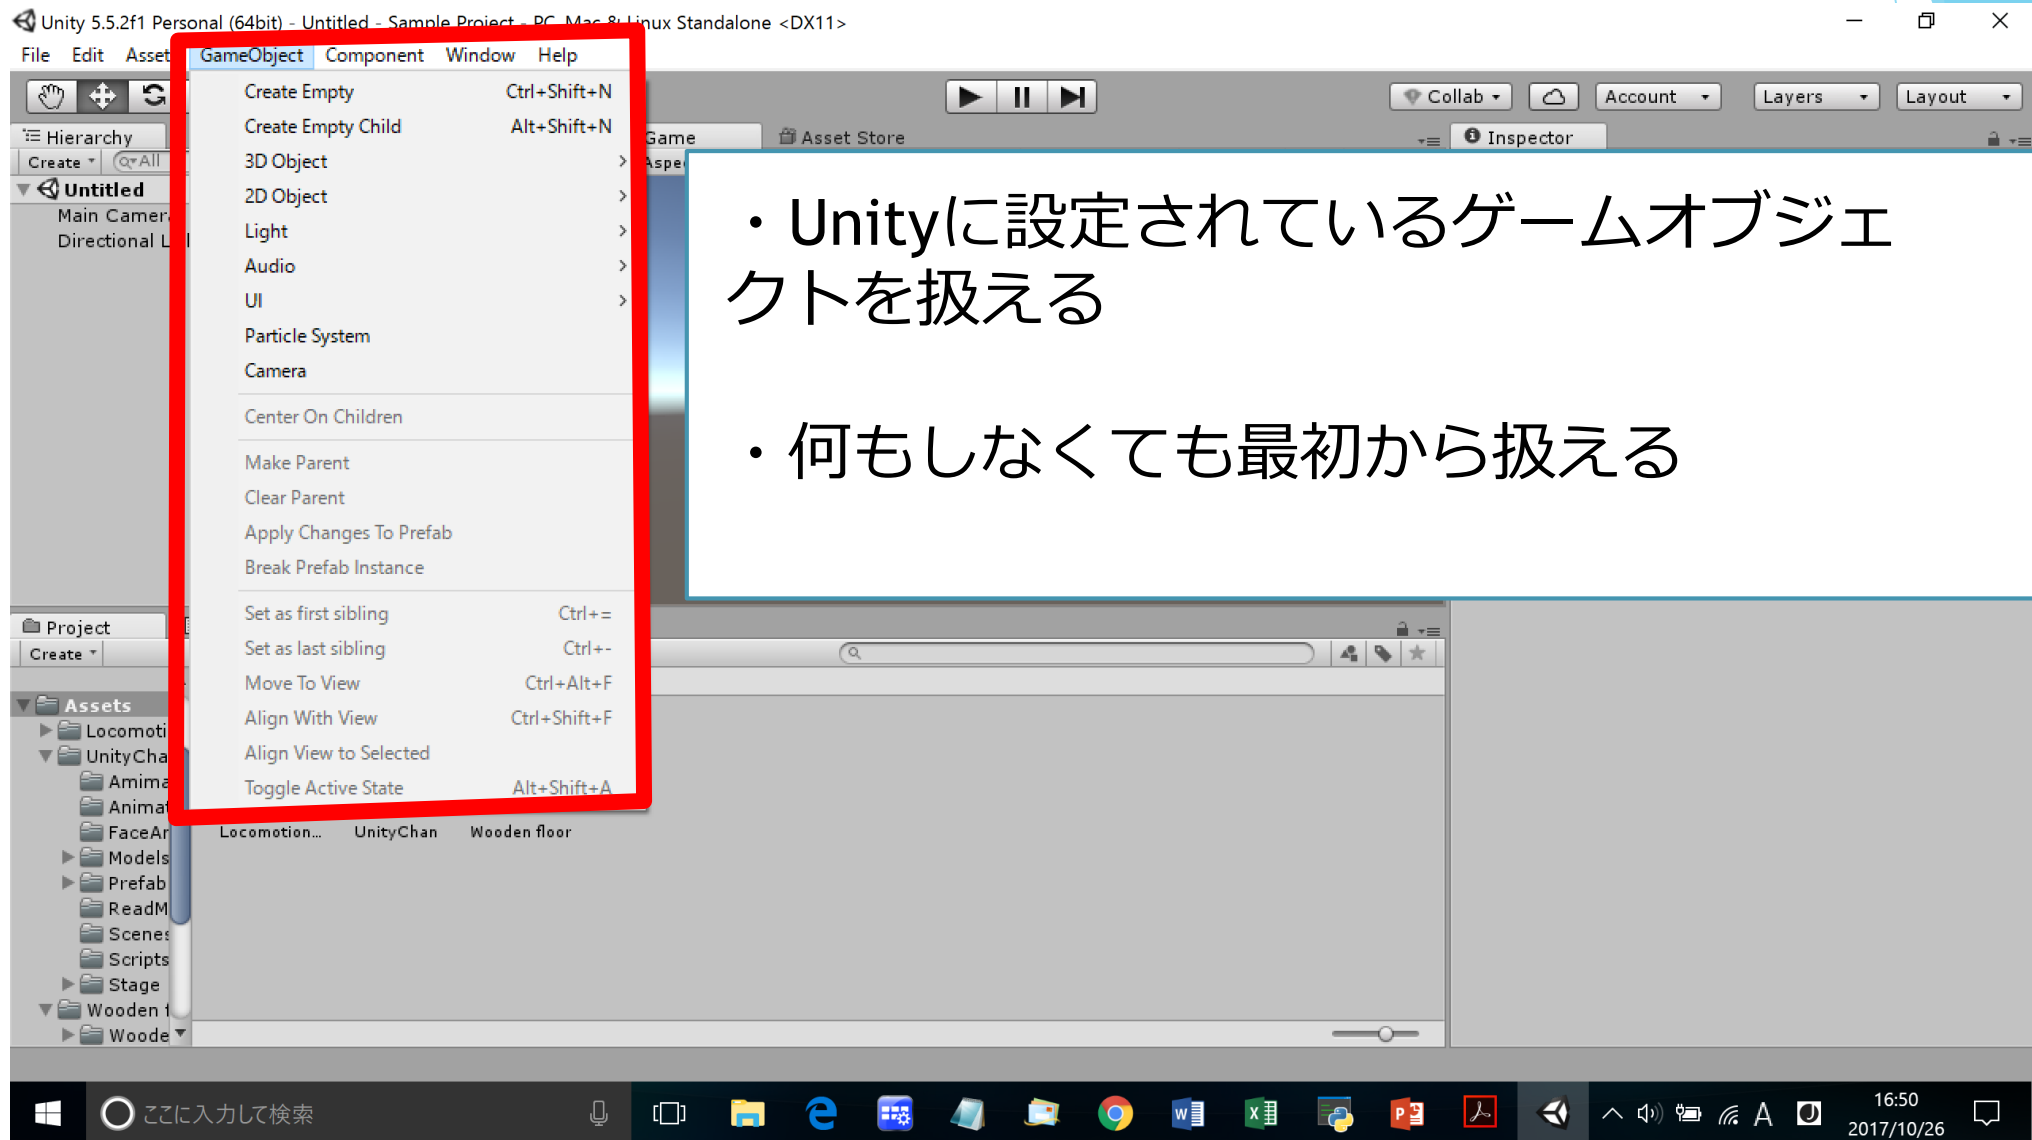 Unity 5.5.2f1 Personal (64bit) - Untitled - Sample Project - PC, Mac & Linux Standalone <DX11>
File Edit Asset GameObject Component Window Help
Create Empty Ctrl+Shift+N
Create Empty Child Alt+Shift+N
3D Object
2D Object
Light
Audio
UI
Particle System
Camera
Center On Children
Make Parent
Clear Parent
Apply Changes To Prefab
Break Prefab Instance
Set as first sibling Ctrl+=
Set as last sibling Ctrl+-
Move To View Ctrl+Alt+F
Align With View Ctrl+Shift+F
Align View to Selected
Toggle Active State Alt+Shift+A
Collab Account Layers Layout
Hierarchy
Create All
Untitled
Main Camer
Directional L
Game Asset Store
Aspe
Inspector
・Unityに設定されているゲームオブジェ
クトを扱える
・何もしなくても最初から扱える
Project
Create
Assets
Locomoti
UnityCha
Amima
Animat
FaceAr
Models
Prefab
ReadM
Scenes
Scripts
Stage
Wooden f
Woode
Locomotion... UnityChan Wooden floor
ここに入力して検索
A
16:50
2017/10/26